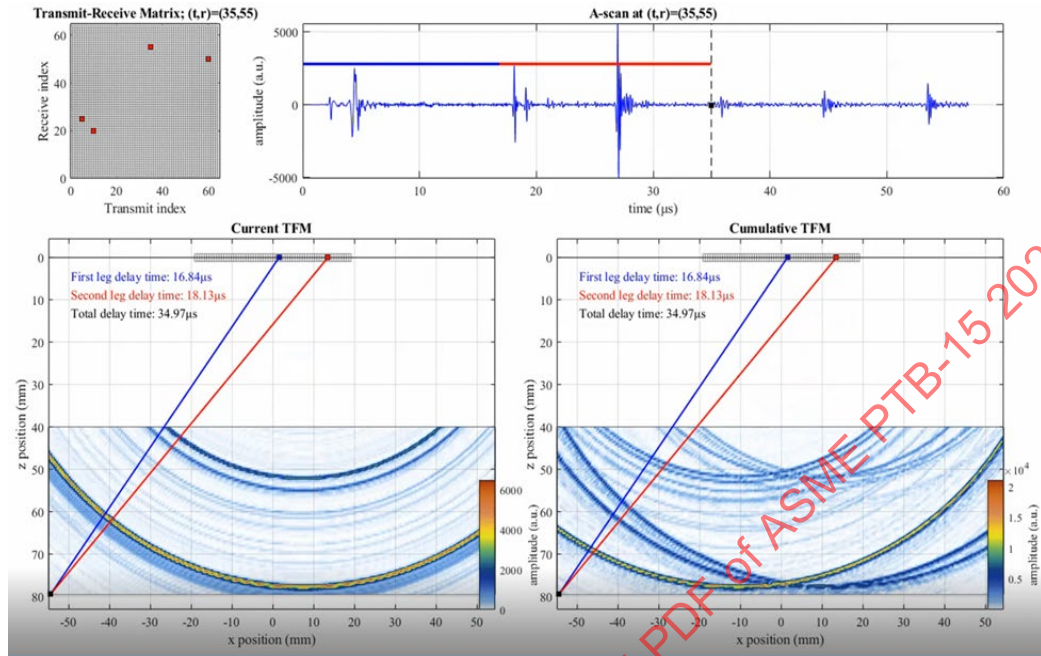 Transmit-Receive Matrix; (t,r)=(35,55)
60
40
20
0
Receive index
0 20 40 60
Transmit index
A-scan at (t,r)=(35,55)
5000
0
-5000
amplitude (a.u.)
0 10 20 30 40 50 60
time (μs)
Current TFM
First leg delay time: 16.84μs
Second leg delay time: 18.13μs
Total delay time: 34.97μs
0
10
20
30
40
50
60
70
80
z position (mm)
-50 -40 -30 -20 -10 0 10 20 30 40 50
x position (mm)
6000
4000
2000
0
amplitude (a.u.)
Cumulative TFM
First leg delay time: 16.84μs
Second leg delay time: 18.13μs
Total delay time: 34.97μs
0
10
20
30
40
50
60
70
80
z position (mm)
-50 -40 -30 -20 -10 0 10 20 30 40 50
x position (mm)
×10⁴
2
1.5
1
0.5
amplitude (a.u.)
PDF of ASME PTB-15